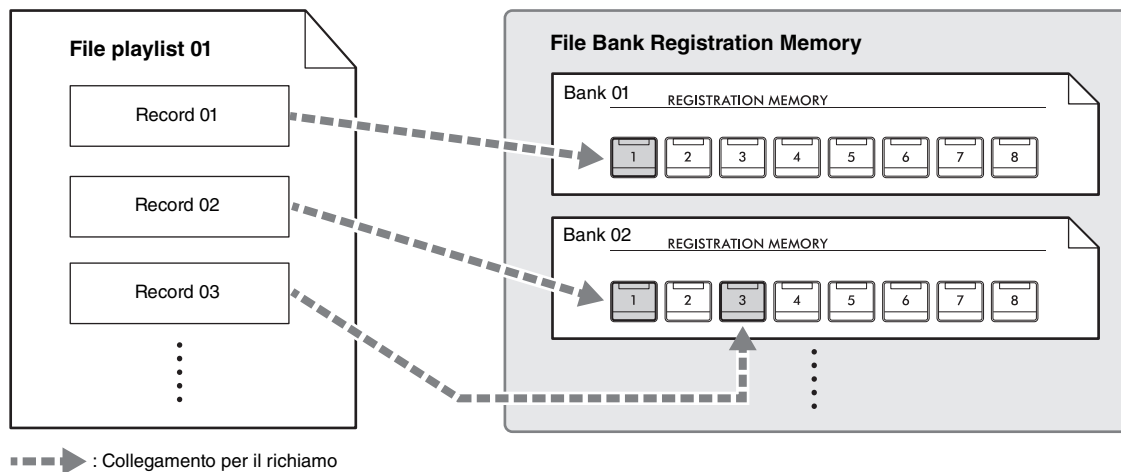 File playlist 01
Record 01
Record 02
Record 03
File Bank Registration Memory
Bank 01
REGISTRATION MEMORY
1 2 3 4 5 6 7 8
Bank 02
REGISTRATION MEMORY
1 2 3 4 5 6 7 8
: Collegamento per il richiamo